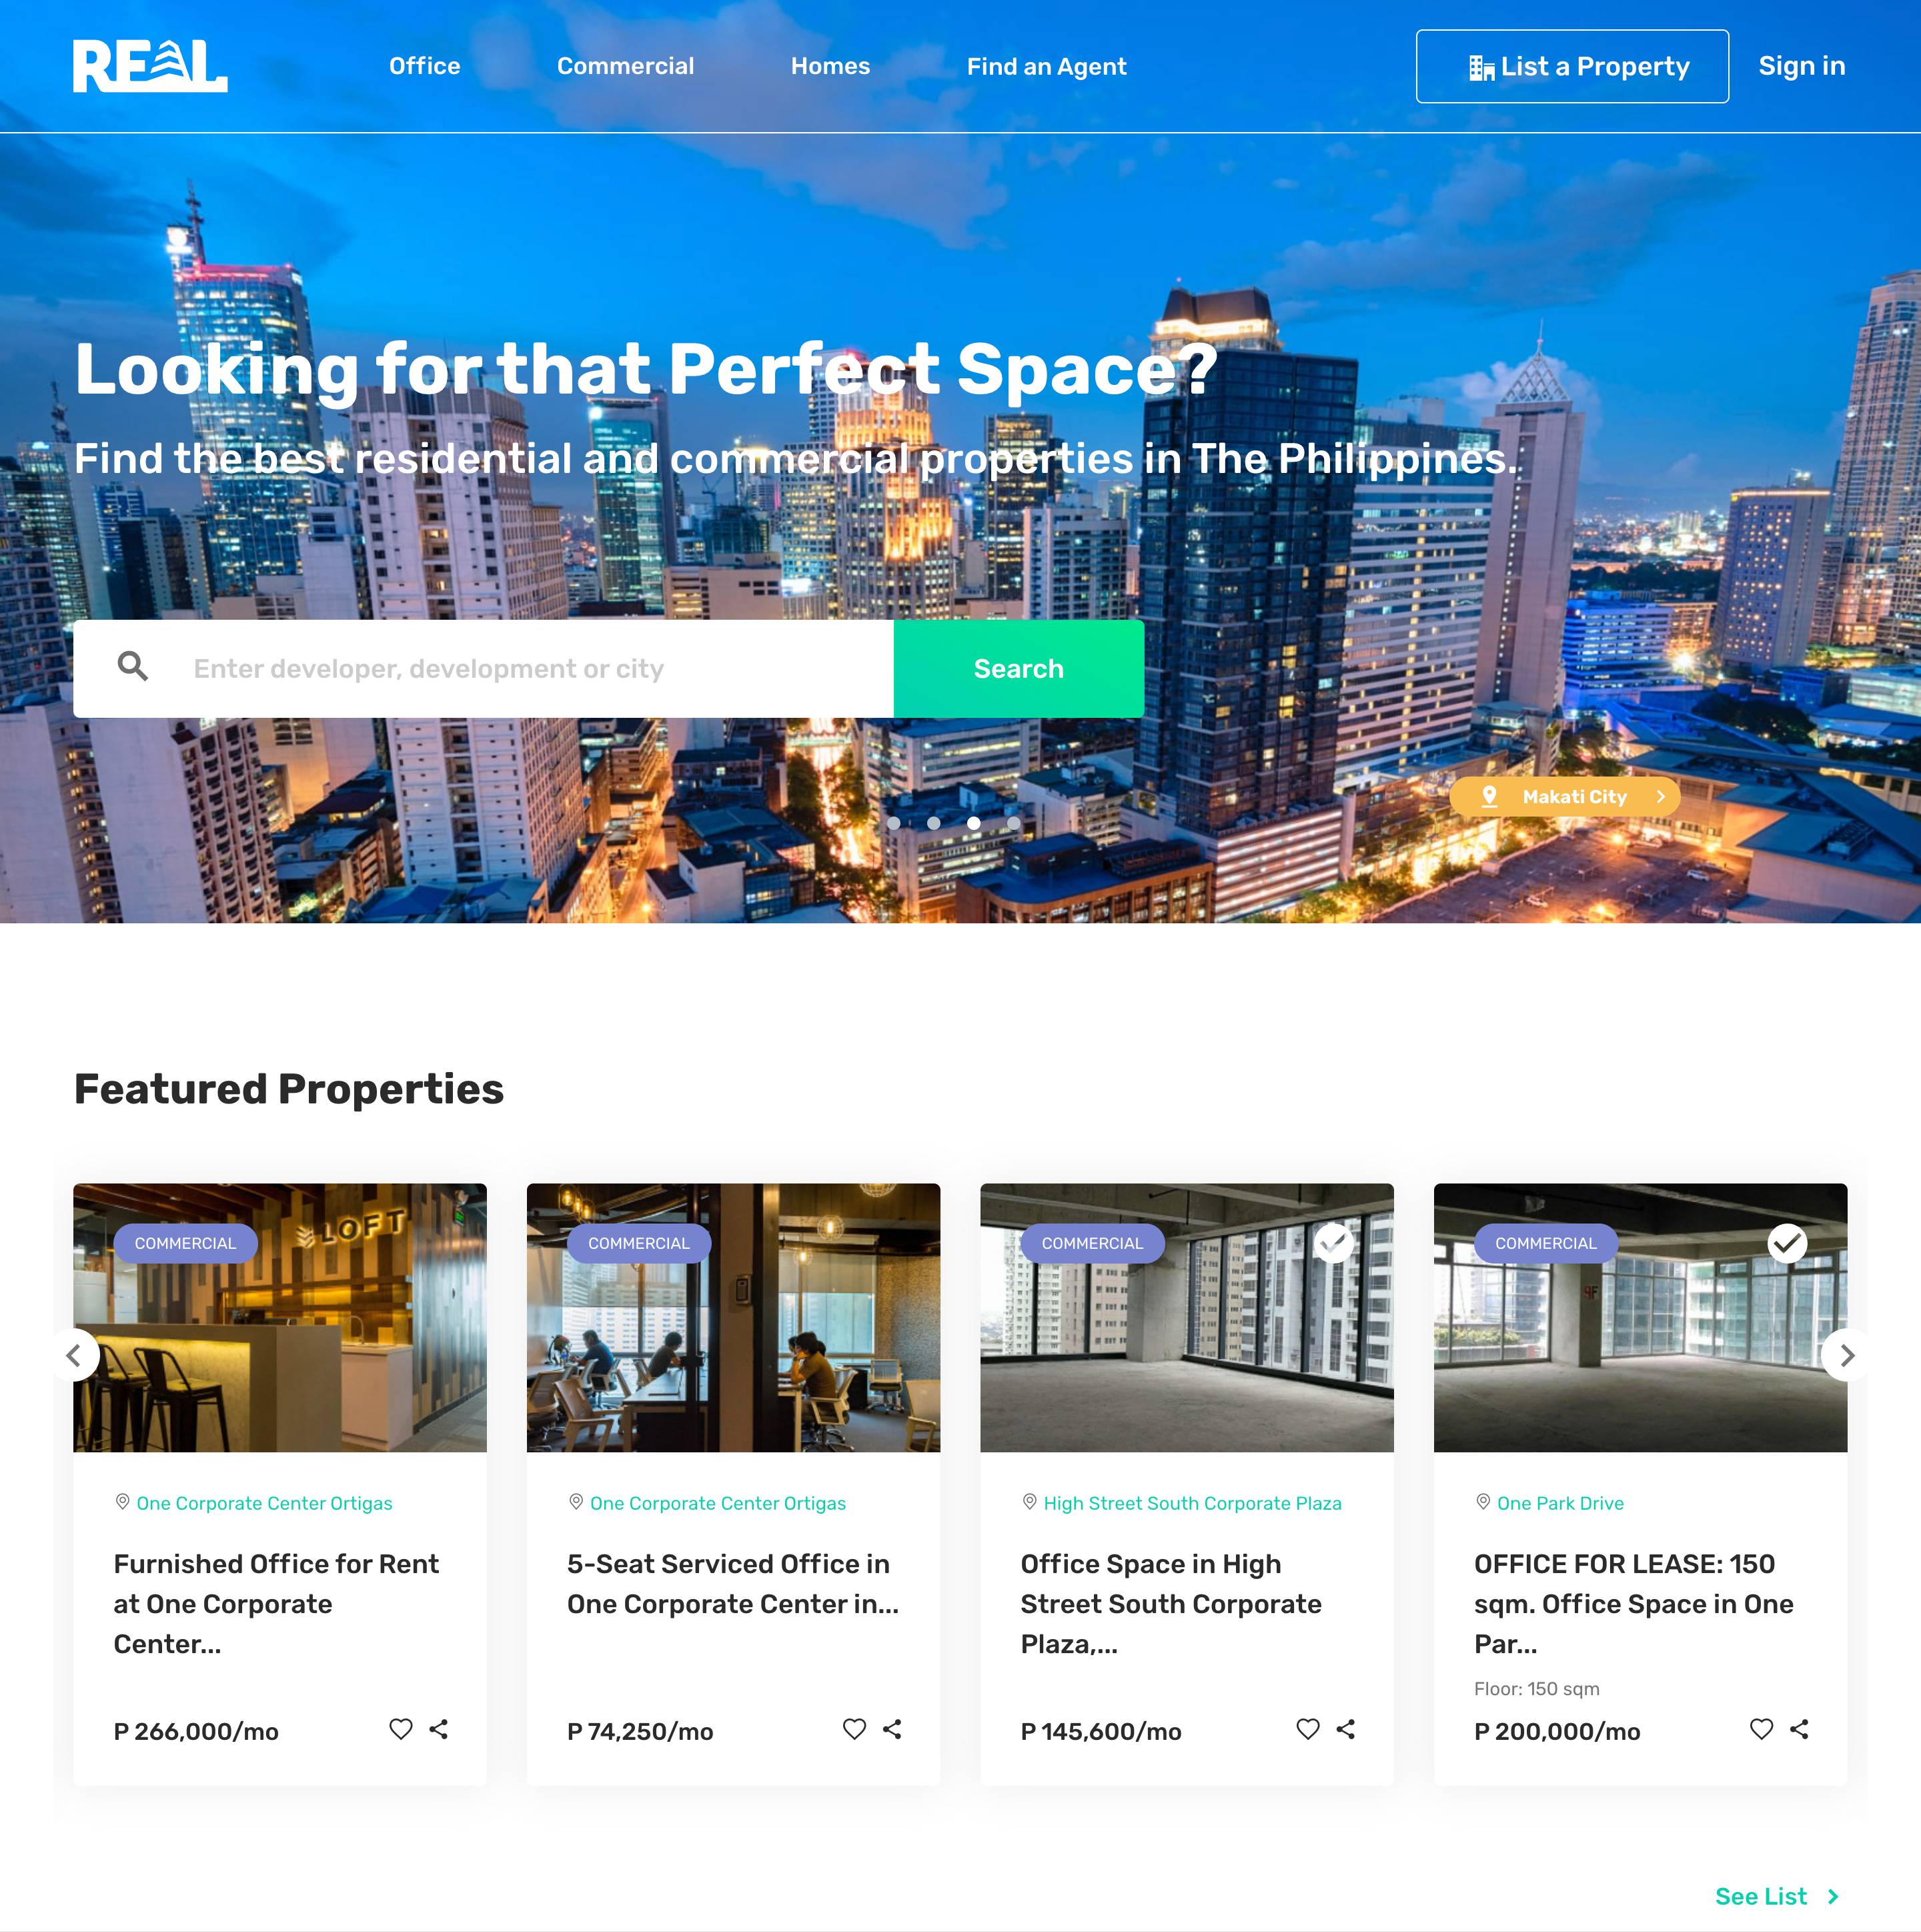 REAL
Office
Commercial
Homes
Find an Agent
List a Property
Sign in
Looking for that Perfect Space?
Find the best residential and commercial properties in The Philippines.
Enter developer, development or city
Search
Makati City
Featured Properties
COMMERCIAL
LOFT
One Corporate Center Ortigas
Furnished Office for Rent
at One Corporate
Center...
P 266,000/mo
COMMERCIAL
One Corporate Center Ortigas
5-Seat Serviced Office in
One Corporate Center in...
P 74,250/mo
COMMERCIAL
High Street South Corporate Plaza
Office Space in High
Street South Corporate
Plaza,...
P 145,600/mo
COMMERCIAL
9F
One Park Drive
OFFICE FOR LEASE: 150
sqm. Office Space in One
Par...
Floor: 150 sqm
P 200,000/mo
See List